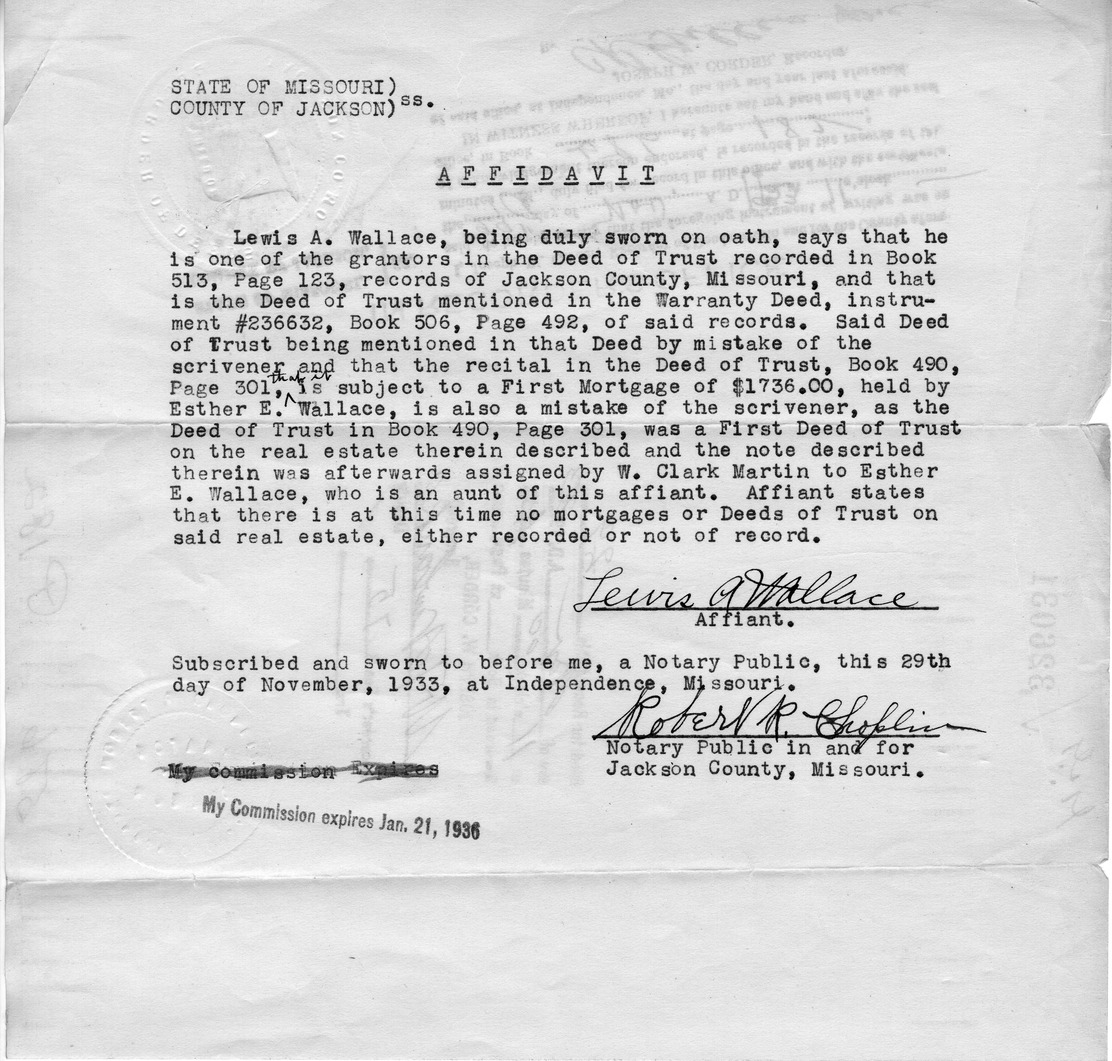 STATE OF MISSOURI)
COUNTY OF JACKSON) SS.
AFFIDAVIT
Lewis A. Wallace, being duly sworn on oath, says that he
is one of the grantors in the Deed of Trust recorded in Book
513, Page 123, records of Jackson County, Missouri, and that
is the Deed of Trust mentioned in the Warranty Deed, instru-
ment #236632, Book 506, Page 492, of said records. Said Deed
of Trust being mentioned in that Deed by mistake of the
scrivener and that the recital in the Deed of Trust, Book 490,
that it
Page 301, is subject to a First Mortgage of $1736.00, held by
Esther E. Wallace, is also a mistake of the scrivener, as the
Deed of Trust in Book 490, Page 301, was a First Deed of Trust
on the real estate therein described and the note described
therein was afterwards assigned by W. Clark Martin to Esther
E. Wallace, who is an aunt of this affiant. Affiant states
that there is at this time no mortgages or Deeds of Trust on
said real estate, either recorded or not of record.
Lewis A Wallace
Affiant.
Subscribed and sworn to before me, a Notary Public, this 29th
day of November, 1933, at Independence, Missouri.
Robert R. Choplin
Notary Public in and for
Jackson County, Missouri.
My commission Expires
My Commission expires Jan. 21, 1936
326031
JOSEPH W. CORDER, Recorder